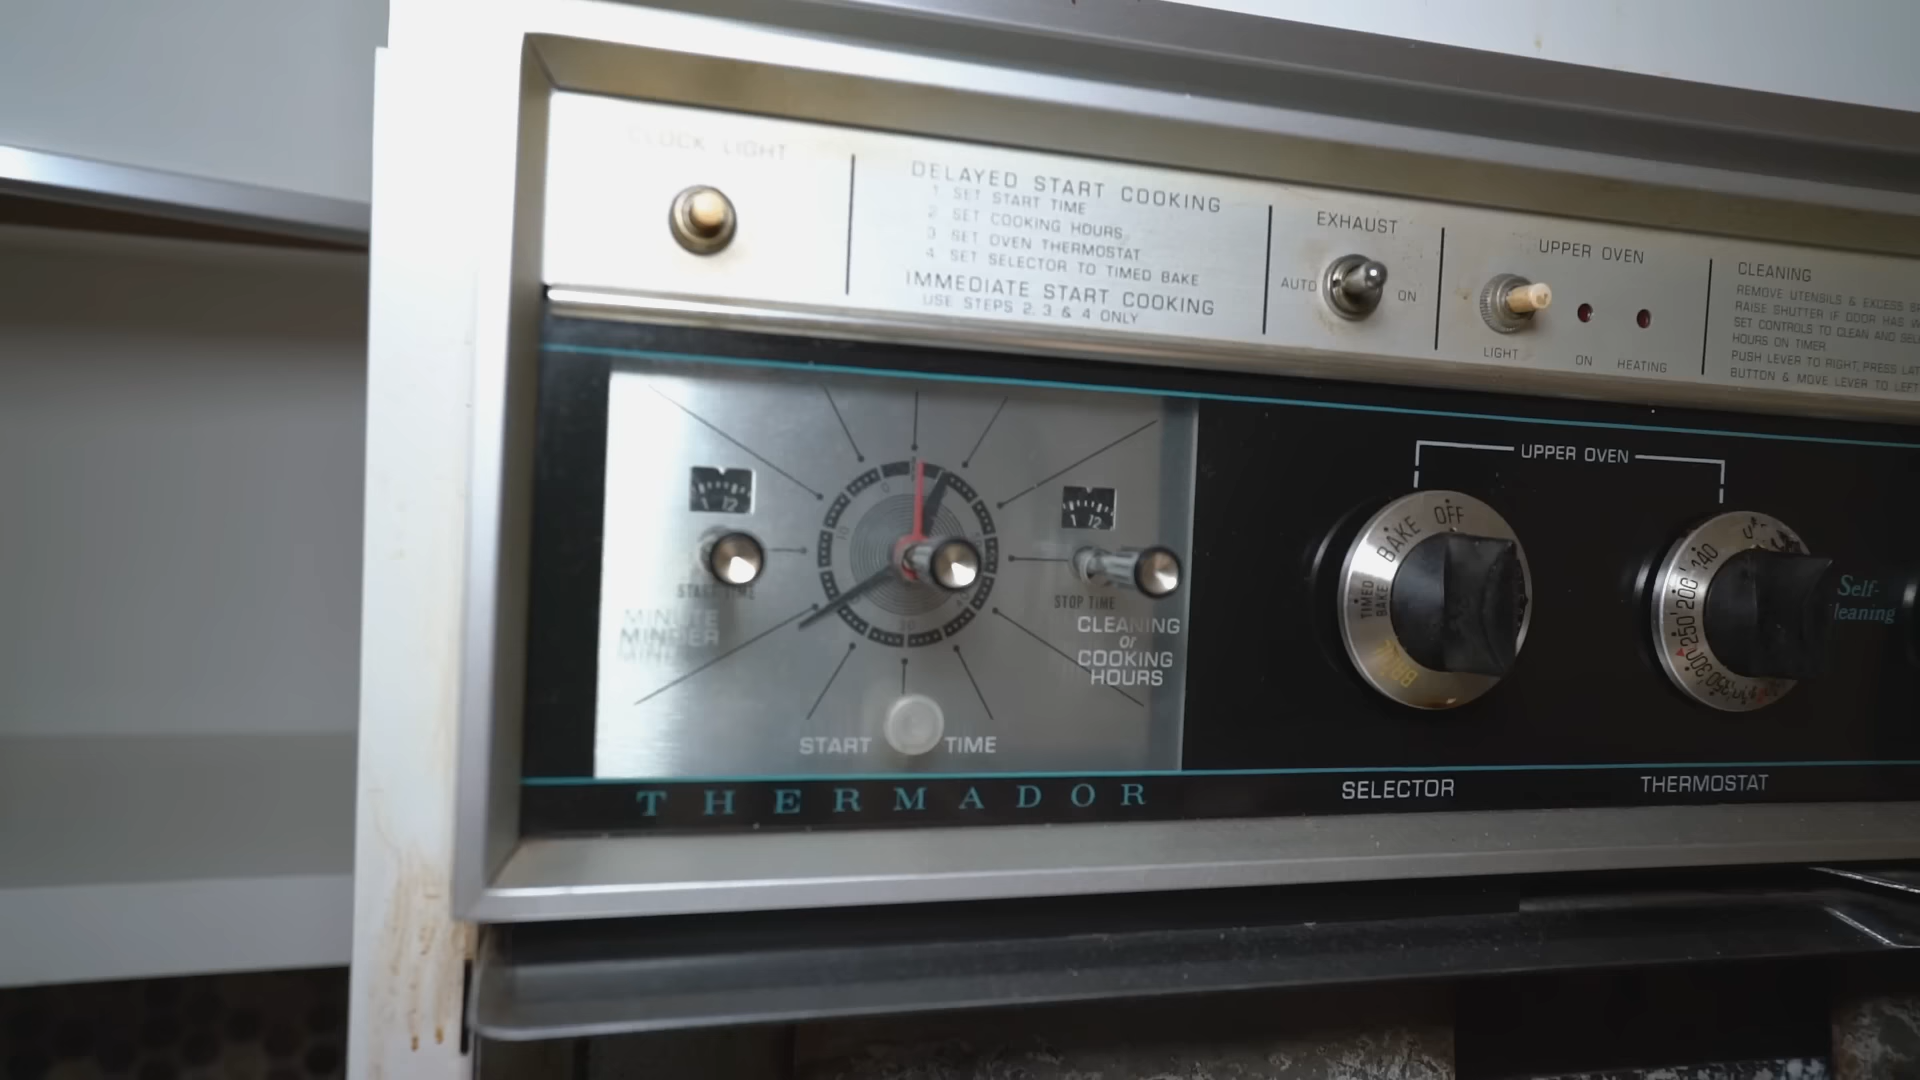 CLOCK LIGHT
DELAYED START COOKING
1 SET START TIME
2 SET COOKING HOURS
3 SET OVEN THERMOSTAT
4 SET SELECTOR TO TIMED BAKE
IMMEDIATE START COOKING
USE STEPS 2, 3 & 4 ONLY
EXHAUST
AUTO
ON
UPPER OVEN
LIGHT
ON
HEATING
CLEANING
REMOVE UTENSILS & EXCESS
RAISE SHUTTER IF DOOR HAS
SET CONTROLS TO CLEAN AND
HOURS ON TIMER.
PUSH LEVER TO RIGHT, PRESS
BUTTON & MOVE LEVER TO LEFT
1 12
1 12
START TIME
MINUTE
MINDER
STOP TIME
CLEANING
or
COOKING
HOURS
START TIME
THERMADOR
UPPER OVEN
OFF
BAKE
TIMED
BAKE
BROIL
SELECTOR
140
200
250
300
350
THERMOSTAT
Self-